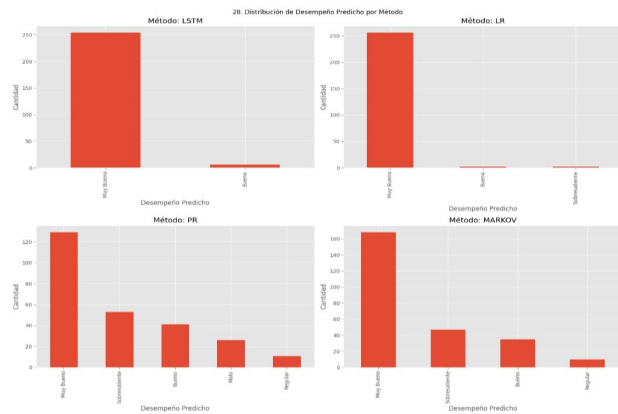 28. Distribución de Desempeño Predicho por Método
Método: LSTM
Cantidad
250
200
150
100
50
0
Muy Bueno
Bueno
Desempeño Predicho
Método: LR
Cantidad
250
200
150
100
50
0
Muy Bueno
Bueno
Sobresaliente
Desempeño Predicho
Método: PR
Cantidad
120
100
80
60
40
20
0
Muy Bueno
Sobresaliente
Bueno
Malo
Regular
Desempeño Predicho
Método: MARKOV
Cantidad
160
140
120
100
80
60
40
20
0
Muy Bueno
Sobresaliente
Bueno
Regular
Desempeño Predicho